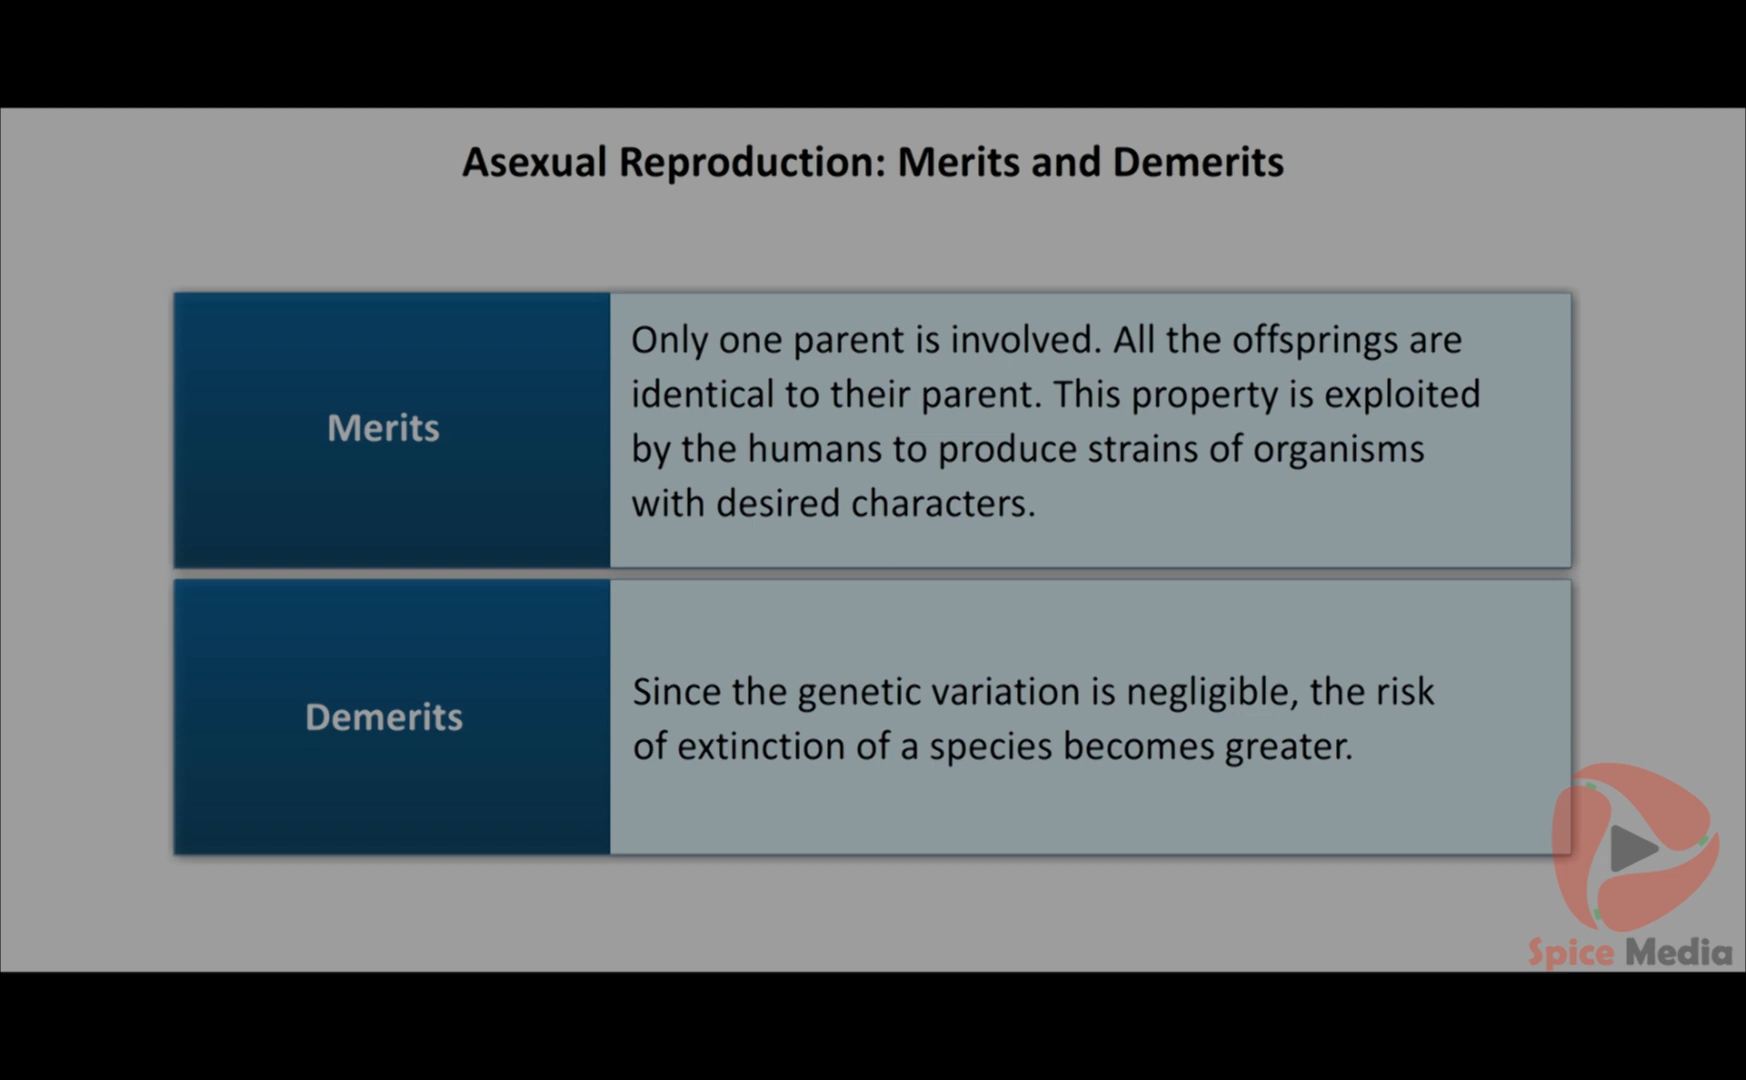 Asexual Reproduction: Merits and Demerits
Merits
Only one parent is involved. All the offsprings are
identical to their parent. This property is exploited
by the humans to produce strains of organisms
with desired characters.
Demerits
Since the genetic variation is negligible, the risk
of extinction of a species becomes greater.
Spice Media